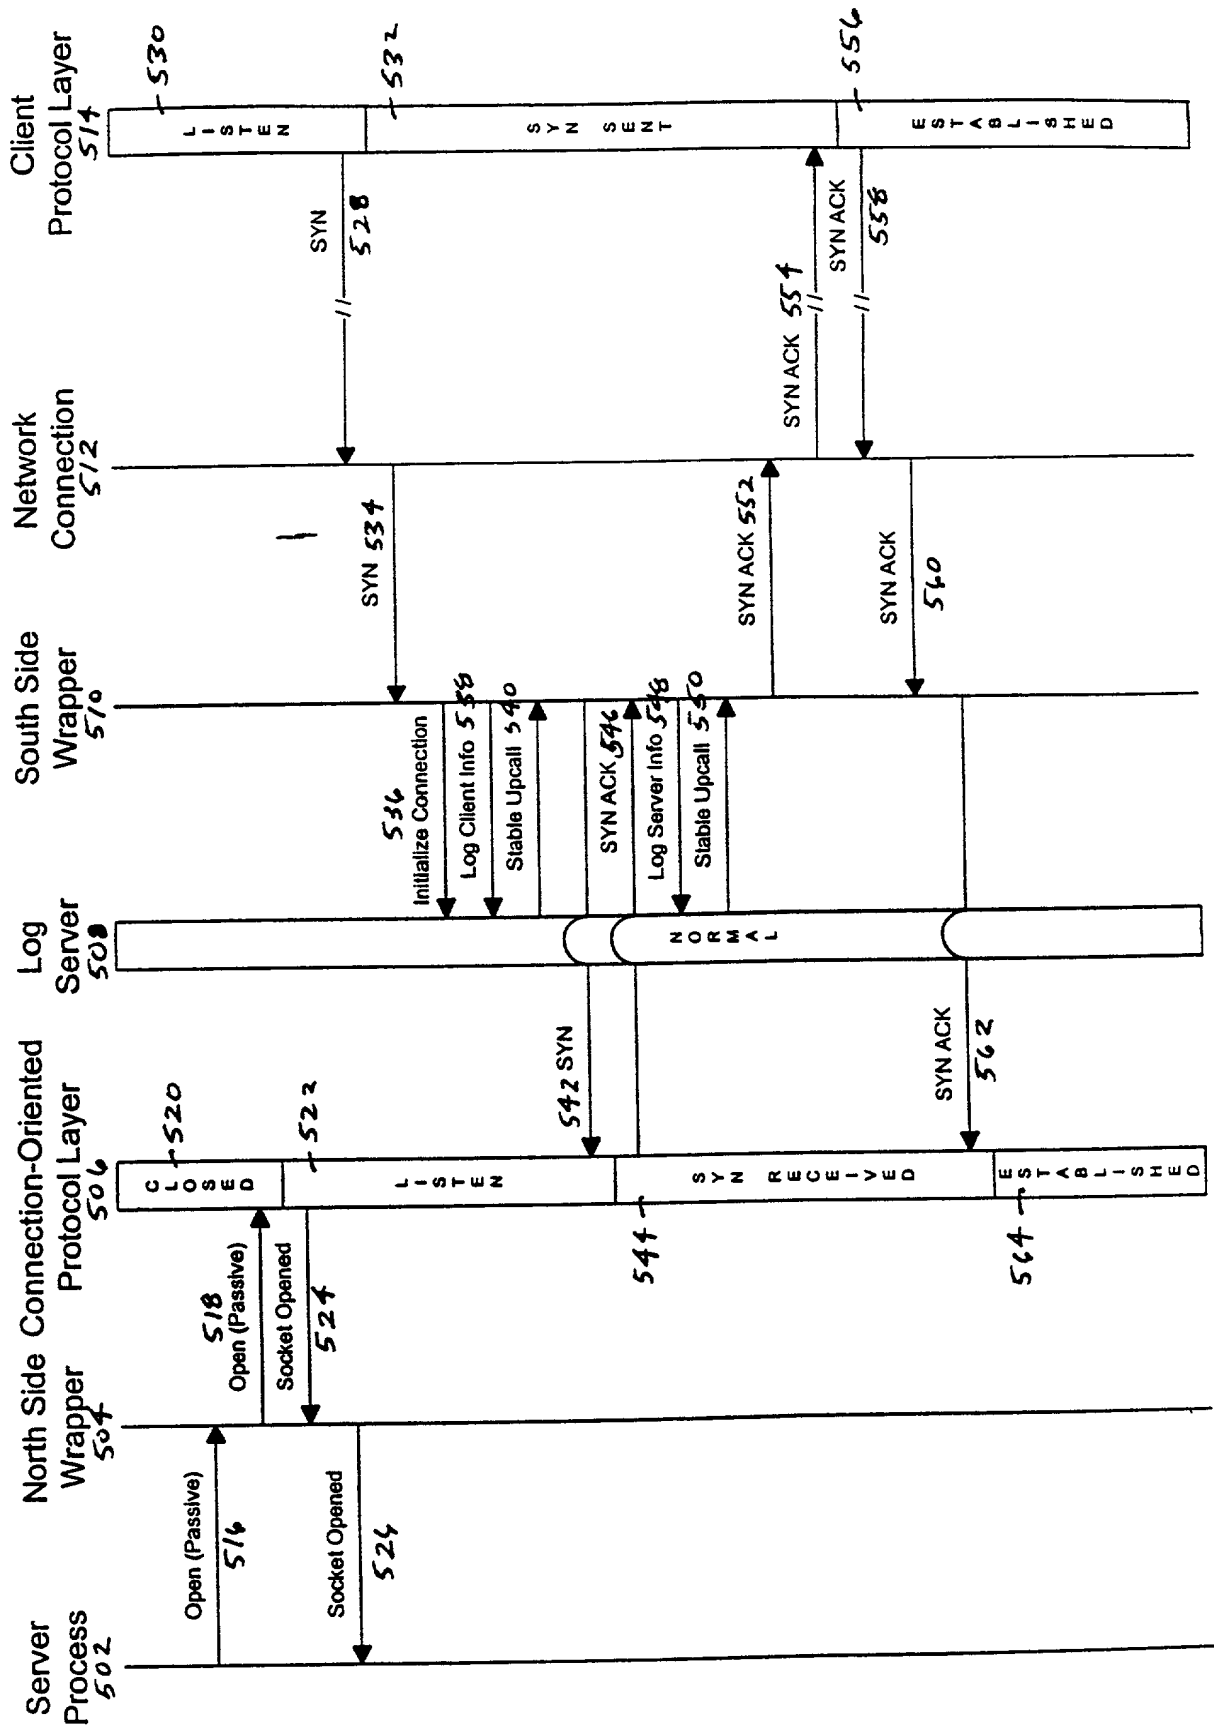 Server
Process
502
North Side
Wrapper
504
Connection-Oriented
Protocol Layer
506
Log
Server
508
South Side
Wrapper
510
Network
Connection
512
Client
Protocol Layer
514
Open (Passive)
516
518
Open (Passive)
CLOSED
520
522
Socket Opened
524
Socket Opened
526
LISTEN
LISTEN
530
SYN
528
532
SYN SENT
SYN 534
536
Initialize Connection
Log Client Info 538
Stable Upcall 540
542 SYN
544
SYN RECEIVED
SYN ACK 546
Log Server Info 548
Stable Upcall 550
NORMAL
SYN ACK 552
SYN ACK 554
556
ESTABLISHED
SYN ACK
558
SYN ACK
560
SYN ACK
562
564
ESTABLISHED